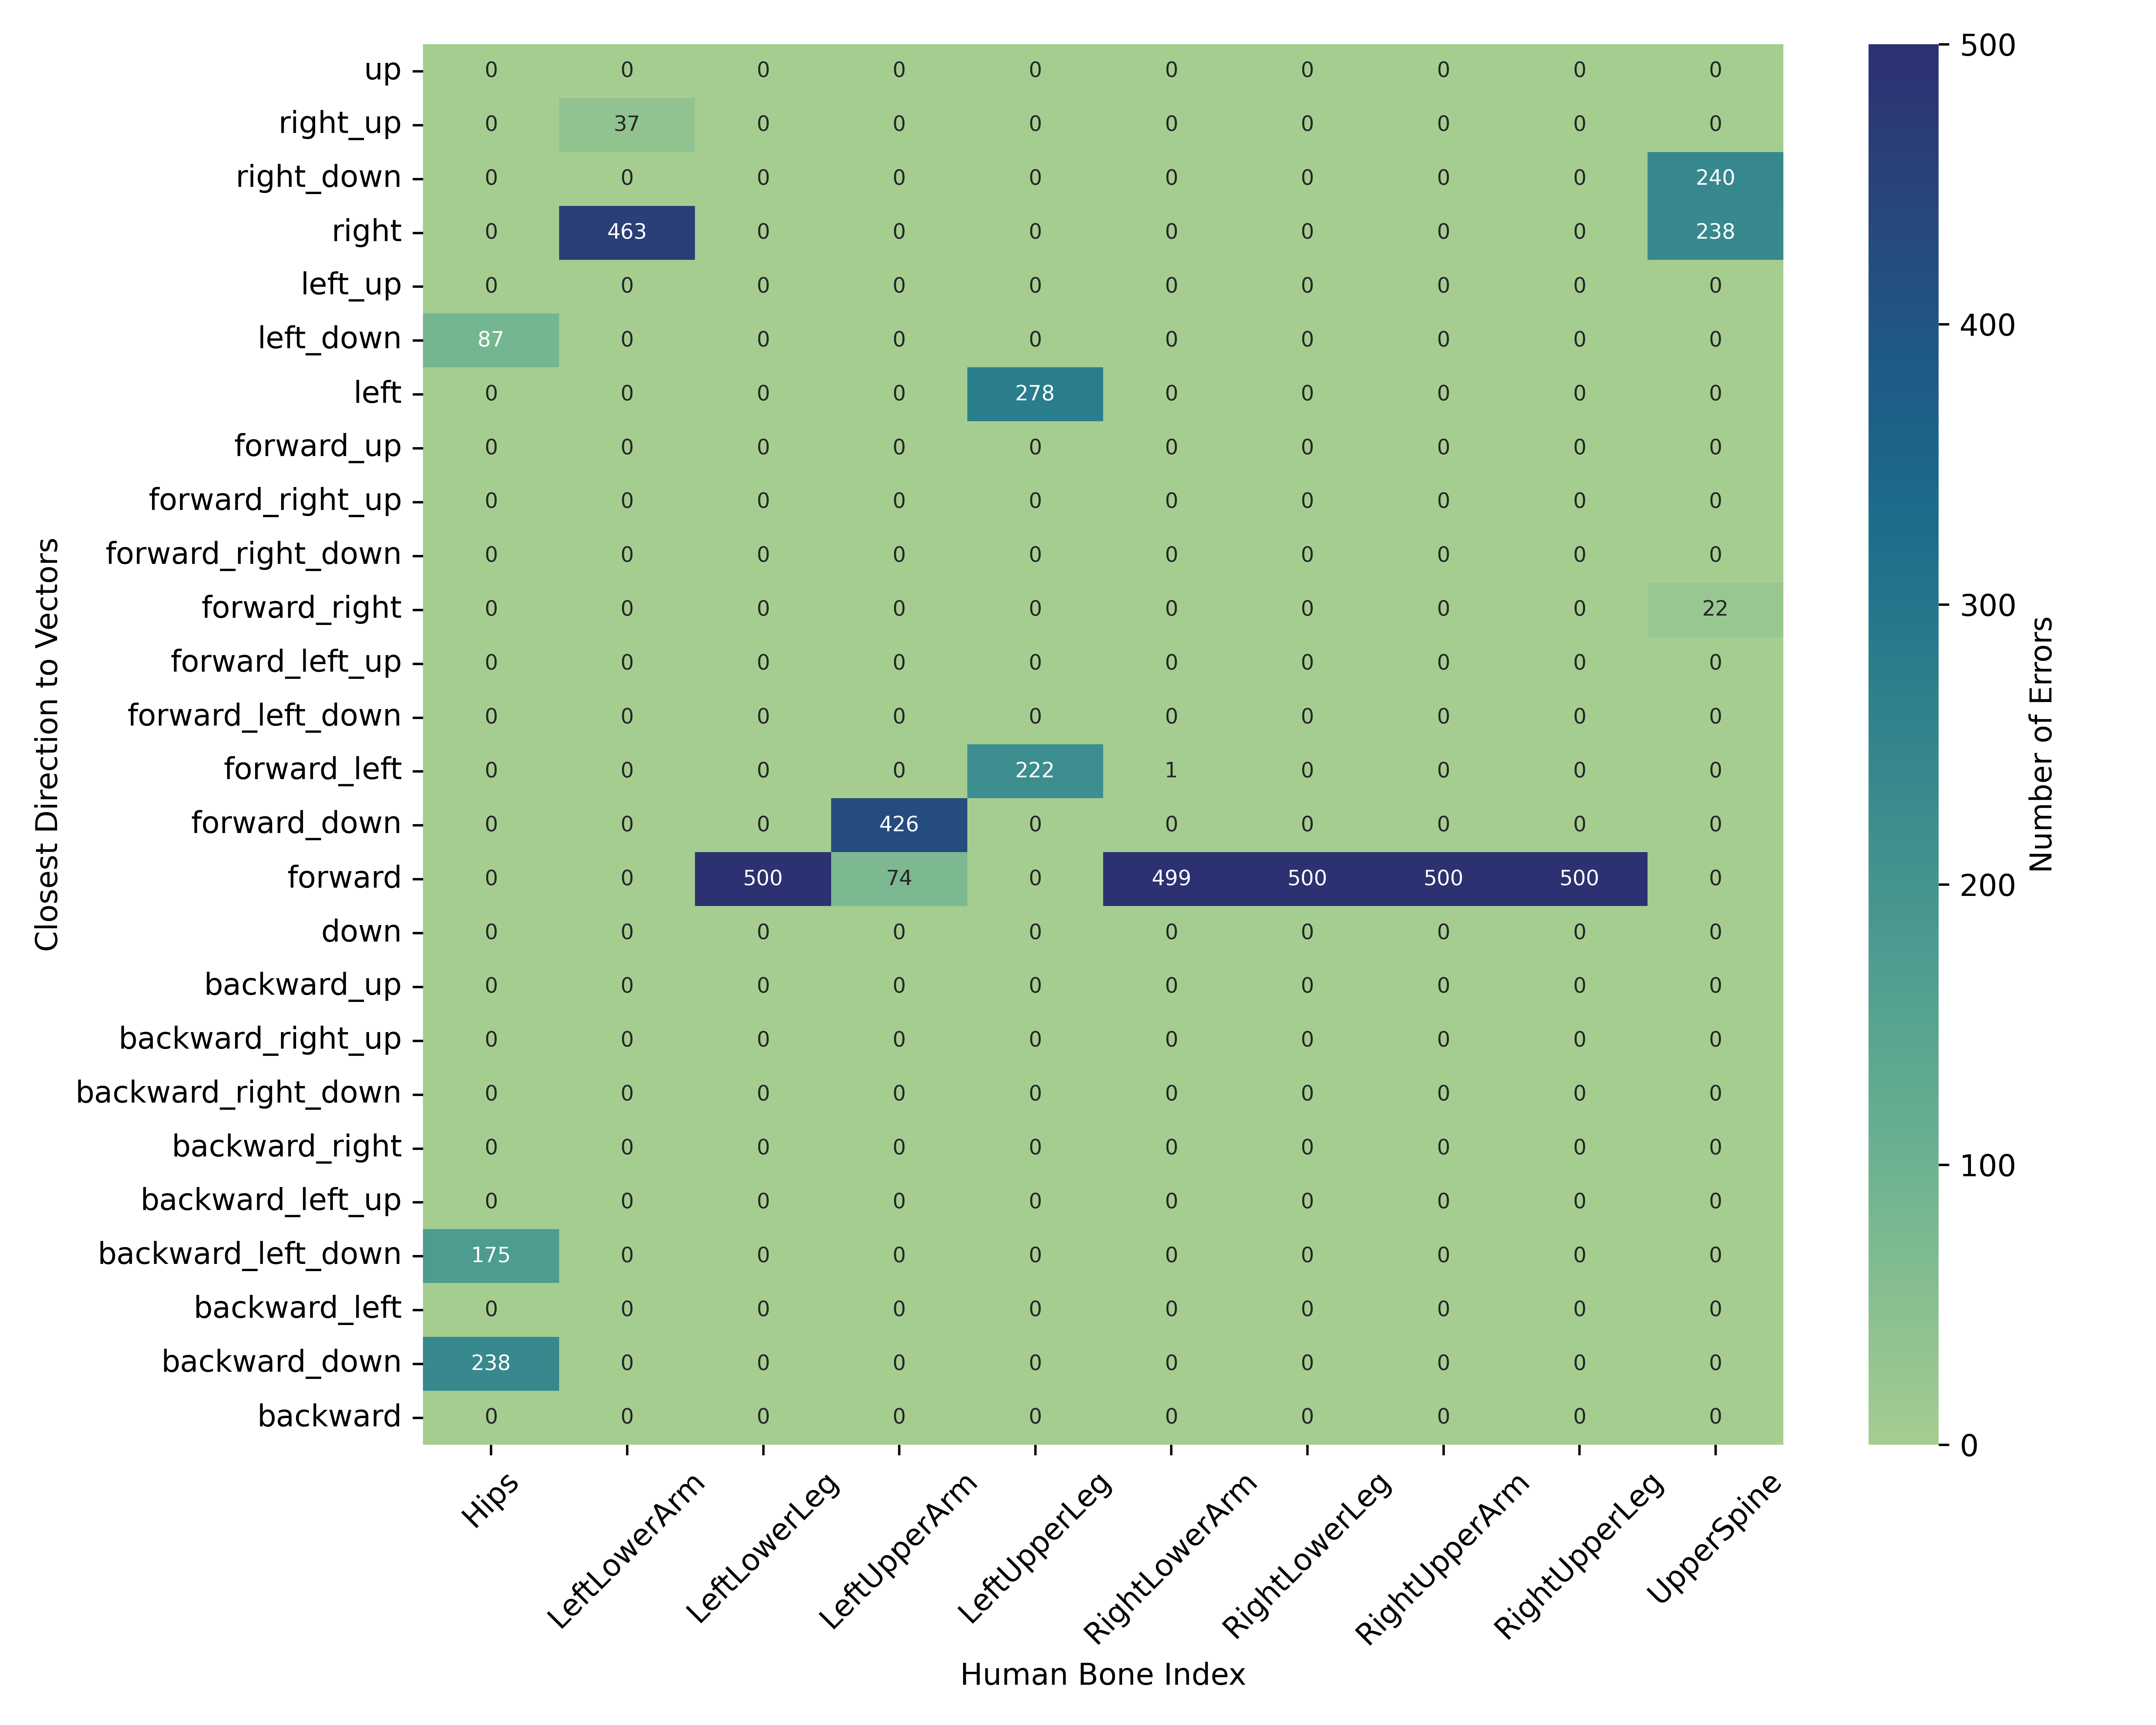 up 0 0 0 0 0 0 0 0 0 0
right_up 0 37 0 0 0 0 0 0 0 0
right_down 0 0 0 0 0 0 0 0 0 240
right 0 463 0 0 0 0 0 0 0 238
left_up 0 0 0 0 0 0 0 0 0 0
left_down 87 0 0 0 0 0 0 0 0 0
left 0 0 0 0 278 0 0 0 0 0
forward_up 0 0 0 0 0 0 0 0 0 0
forward_right_up 0 0 0 0 0 0 0 0 0 0
forward_right_down 0 0 0 0 0 0 0 0 0 0
forward_right 0 0 0 0 0 0 0 0 0 22
forward_left_up 0 0 0 0 0 0 0 0 0 0
forward_left_down 0 0 0 0 0 0 0 0 0 0
forward_left 0 0 0 0 222 1 0 0 0 0
forward_down 0 0 0 426 0 0 0 0 0 0
forward 0 0 500 74 0 499 500 500 500 0
down 0 0 0 0 0 0 0 0 0 0
backward_up 0 0 0 0 0 0 0 0 0 0
backward_right_up 0 0 0 0 0 0 0 0 0 0
backward_right_down 0 0 0 0 0 0 0 0 0 0
backward_right 0 0 0 0 0 0 0 0 0 0
backward_left_up 0 0 0 0 0 0 0 0 0 0
backward_left_down 175 0 0 0 0 0 0 0 0 0
backward_left 0 0 0 0 0 0 0 0 0 0
backward_down 238 0 0 0 0 0 0 0 0 0
backward 0 0 0 0 0 0 0 0 0 0
Hips LeftLowerArm LeftLowerLeg LeftUpperArm LeftUpperLeg RightLowerArm RightLowerLeg RightUpperArm RightUpperLeg UpperSpine
Human Bone Index
Closest Direction to Vectors
500
400
300
200
100
0
Number of Errors